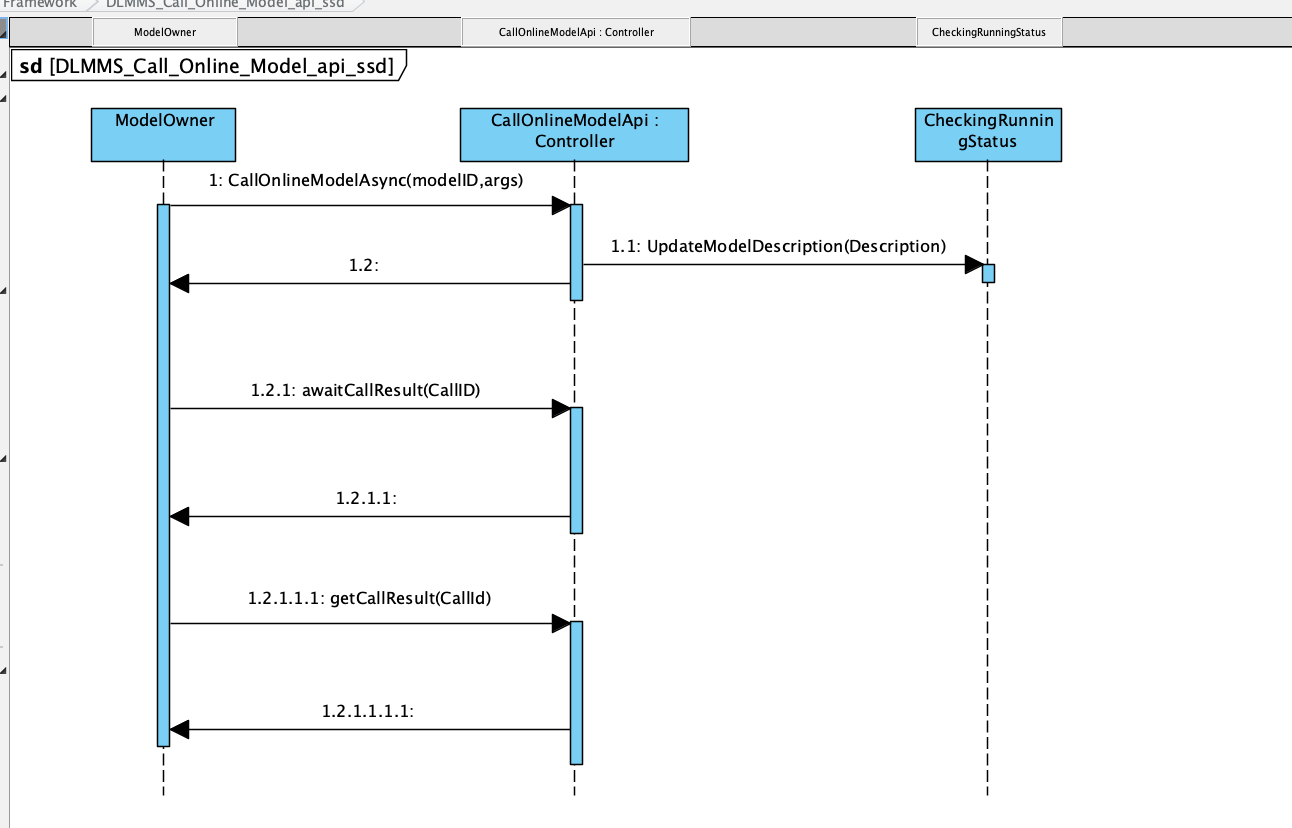 Framework DLMMS_Call_Online_Model_api_ssd
ModelOwner CallOnlineModelApi : Controller CheckingRunningStatus
sd [DLMMS_Call_Online_Model_api_ssd]
ModelOwner
CallOnlineModelApi :
Controller
CheckingRunnin
gStatus
1: CallOnlineModelAsync(modelID,args)
1.1: UpdateModelDescription(Description)
1.2:
1.2.1: awaitCallResult(CallID)
1.2.1.1:
1.2.1.1.1: getCallResult(CallId)
1.2.1.1.1.1: